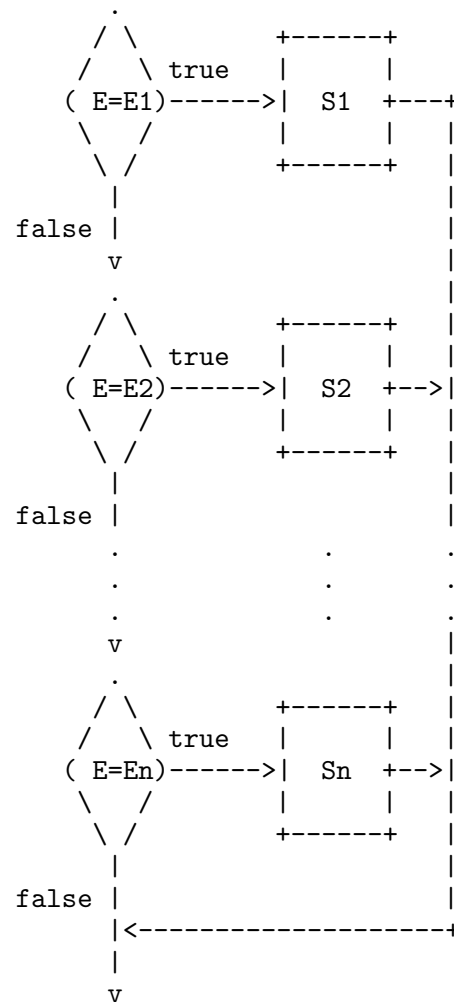 true
( E=E1) S1
false
v
true
( E=E2) S2
false
v
true
( E=En) Sn
false
v